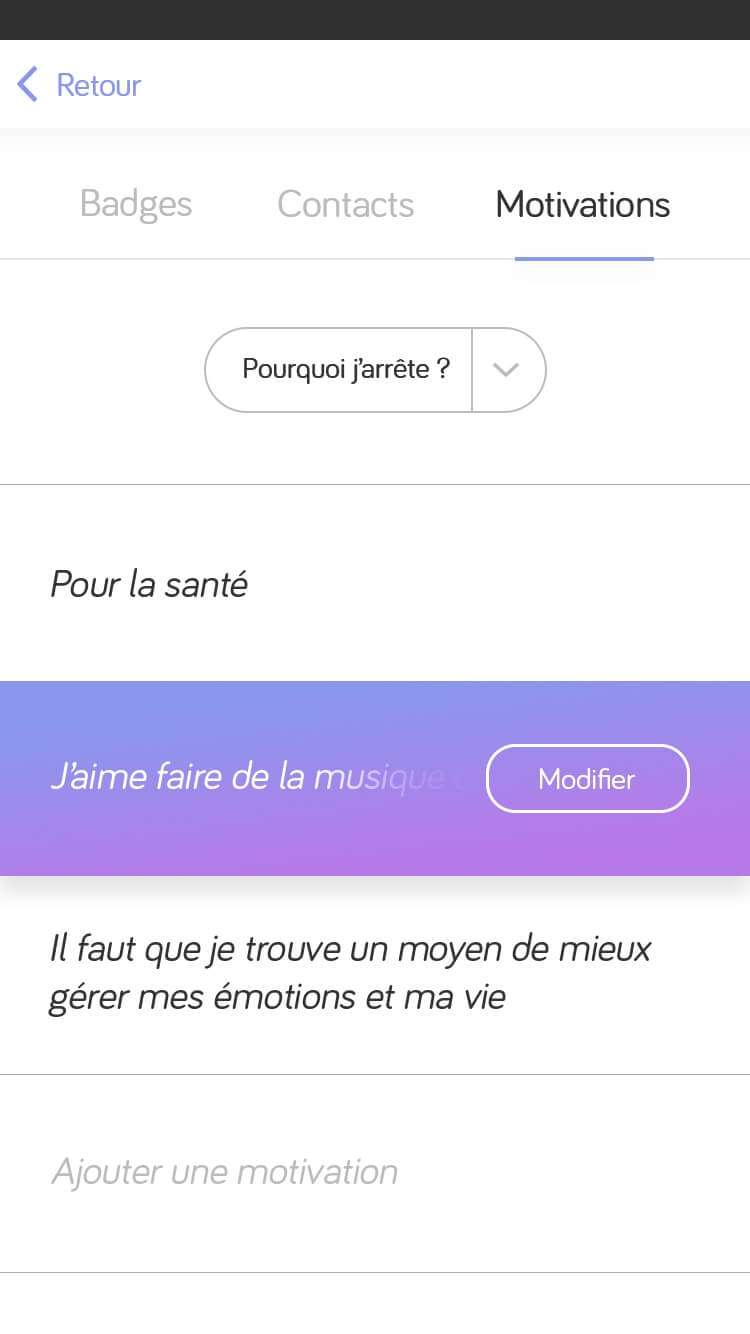 Retour
Badges Contacts Motivations
Pourquoi j'arrête ?
Pour la santé
J'aime faire de la musique
Modifier
Il faut que je trouve un moyen de mieux
gérer mes émotions et ma vie
Ajouter une motivation